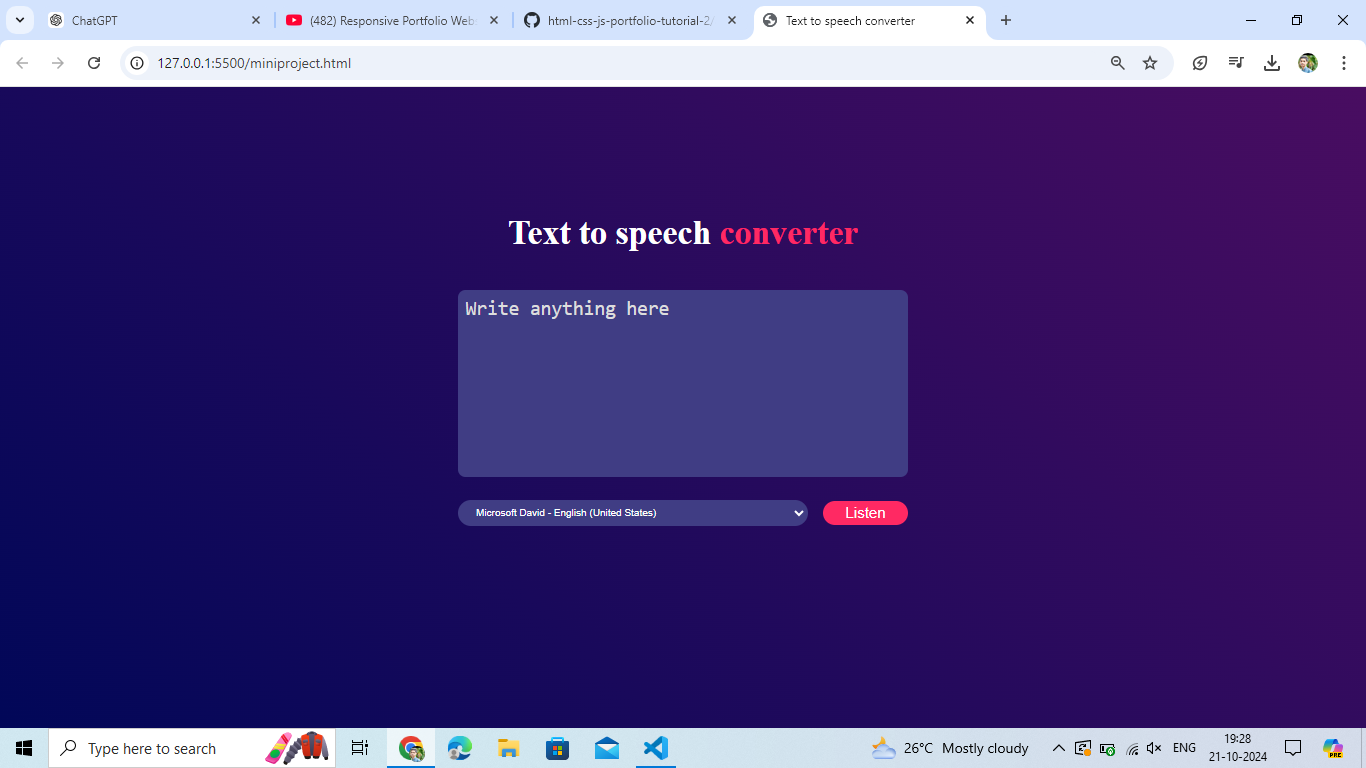 ChatGPT
(482) Responsive Portfolio Web
html-css-js-portfolio-tutorial-2/
Text to speech converter
127.0.0.1:5500/miniproject.html
Text to speech converter
Write anything here
Microsoft David - English (United States)
Listen
Type here to search
26°C Mostly cloudy
ENG
19:28
21-10-2024
PRE